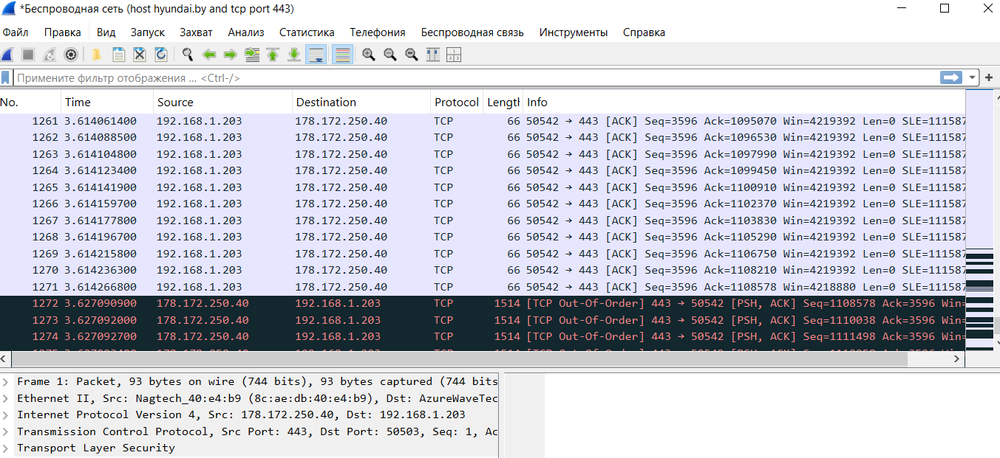 *Беспроводная сеть (host hyundai.by and tcp port 443)
Файл Правка Вид Запуск Захват Анализ Статистика Телефония Беспроводная связь Инструменты Справка
Примените фильтр отображения ... <Ctrl-/>
No. Time Source Destination Protocol Length Info
1261 3.614061400 192.168.1.203 178.172.250.40 TCP 66 50542 → 443 [ACK] Seq=3596 Ack=1095070 Win=4219392 Len=0 SLE=111587
1262 3.614088500 192.168.1.203 178.172.250.40 TCP 66 50542 → 443 [ACK] Seq=3596 Ack=1096530 Win=4219392 Len=0 SLE=111587
1263 3.614104800 192.168.1.203 178.172.250.40 TCP 66 50542 → 443 [ACK] Seq=3596 Ack=1097990 Win=4219392 Len=0 SLE=111587
1264 3.614123400 192.168.1.203 178.172.250.40 TCP 66 50542 → 443 [ACK] Seq=3596 Ack=1099450 Win=4219392 Len=0 SLE=111587
1265 3.614141900 192.168.1.203 178.172.250.40 TCP 66 50542 → 443 [ACK] Seq=3596 Ack=1100910 Win=4219392 Len=0 SLE=111587
1266 3.614159700 192.168.1.203 178.172.250.40 TCP 66 50542 → 443 [ACK] Seq=3596 Ack=1102370 Win=4219392 Len=0 SLE=111587
1267 3.614177800 192.168.1.203 178.172.250.40 TCP 66 50542 → 443 [ACK] Seq=3596 Ack=1103830 Win=4219392 Len=0 SLE=111587
1268 3.614196700 192.168.1.203 178.172.250.40 TCP 66 50542 → 443 [ACK] Seq=3596 Ack=1105290 Win=4219392 Len=0 SLE=111587
1269 3.614215800 192.168.1.203 178.172.250.40 TCP 66 50542 → 443 [ACK] Seq=3596 Ack=1106750 Win=4219392 Len=0 SLE=111587
1270 3.614236300 192.168.1.203 178.172.250.40 TCP 66 50542 → 443 [ACK] Seq=3596 Ack=1108210 Win=4219392 Len=0 SLE=111587
1271 3.614266800 192.168.1.203 178.172.250.40 TCP 66 50542 → 443 [ACK] Seq=3596 Ack=1108578 Win=4218880 Len=0 SLE=111587
1272 3.627090900 178.172.250.40 192.168.1.203 TCP 1514 [TCP Out-Of-Order] 443 → 50542 [PSH, ACK] Seq=1108578 Ack=3596 Win=
1273 3.627092000 178.172.250.40 192.168.1.203 TCP 1514 [TCP Out-Of-Order] 443 → 50542 [PSH, ACK] Seq=1110038 Ack=3596 Win=
1274 3.627092700 178.172.250.40 192.168.1.203 TCP 1514 [TCP Out-Of-Order] 443 → 50542 [PSH, ACK] Seq=1111498 Ack=3596 Win=
Frame 1: Packet, 93 bytes on wire (744 bits), 93 bytes captured (744 bits
Ethernet II, Src: Nagtech_40:e4:b9 (8c:ae:db:40:e4:b9), Dst: AzureWaveTec
Internet Protocol Version 4, Src: 178.172.250.40, Dst: 192.168.1.203
Transmission Control Protocol, Src Port: 443, Dst Port: 50503, Seq: 1, Ac
Transport Layer Security